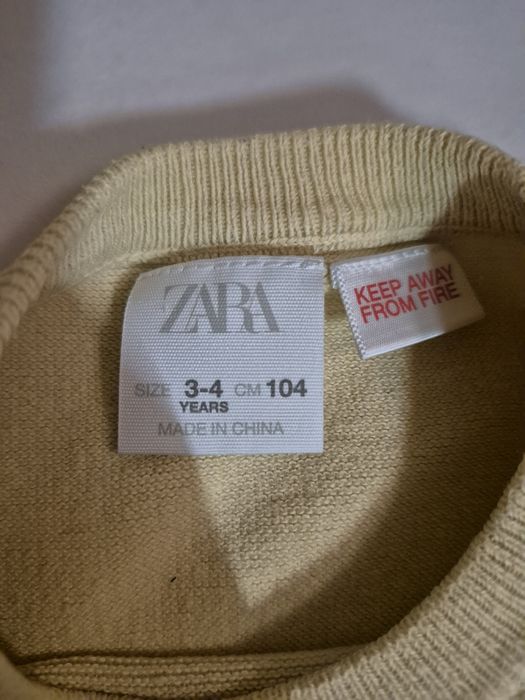 ZARA
SIZE 3-4 CM 104
YEARS
MADE IN CHINA
KEEP AWAY
FROM FIRE